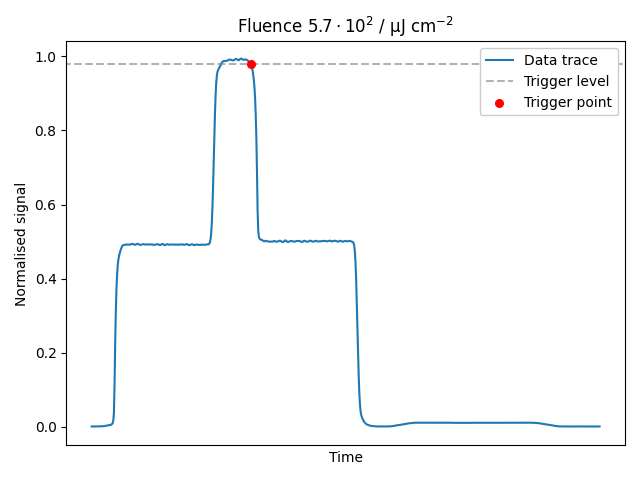 Fluence 5.7 · 10² / µJ cm⁻²
Normalised signal
1.0
0.8
0.6
0.4
0.2
0.0
Data trace
Trigger level
Trigger point
Time